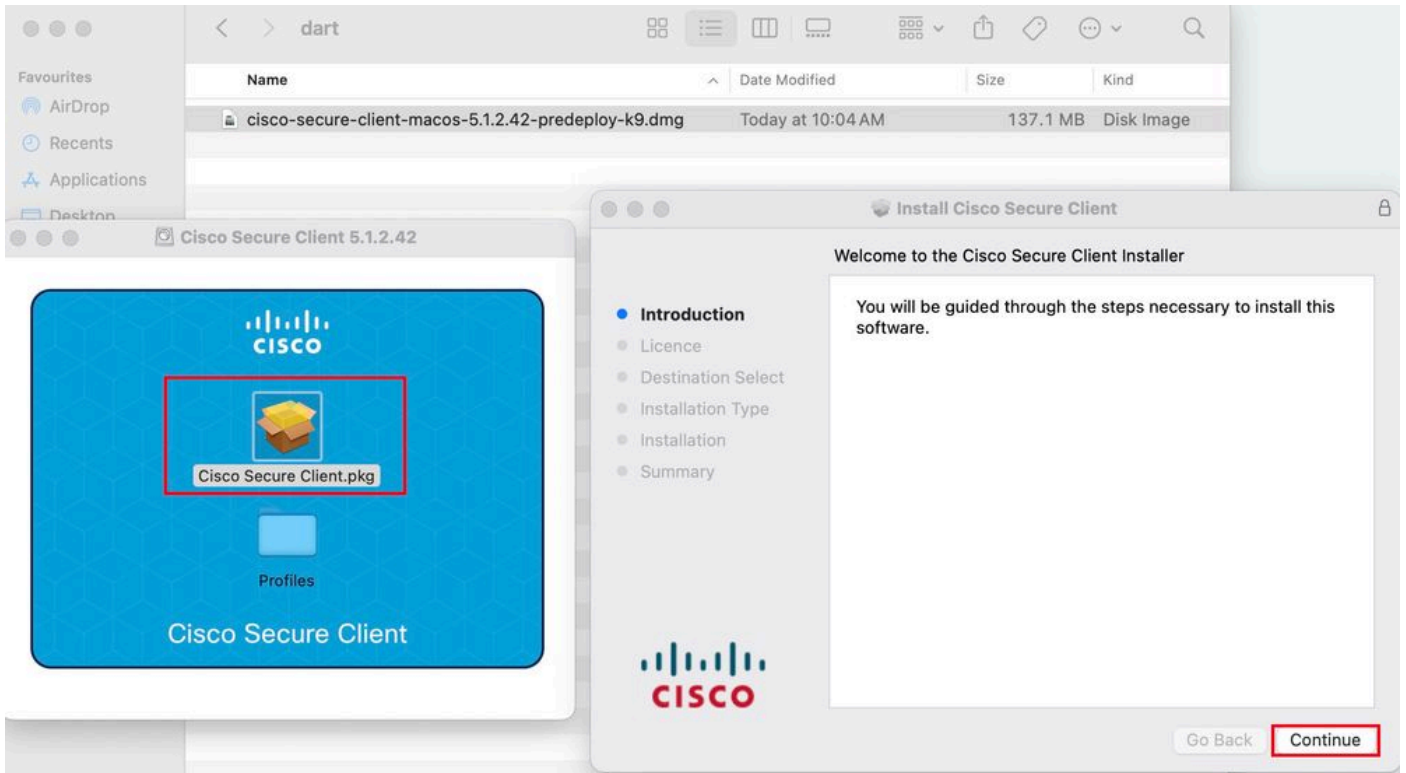 dart
Favourites
AirDrop
Recents
Applications
Desktop
Name
Date Modified
Size
Kind
cisco-secure-client-macos-5.1.2.42-predeploy-k9.dmg
Today at 10:04 AM
137.1 MB
Disk Image
Cisco Secure Client 5.1.2.42
CISCO
Cisco Secure Client.pkg
Profiles
Cisco Secure Client
Install Cisco Secure Client
Welcome to the Cisco Secure Client Installer
Introduction
Licence
Destination Select
Installation Type
Installation
Summary
You will be guided through the steps necessary to install this
software.
CISCO
Go Back
Continue